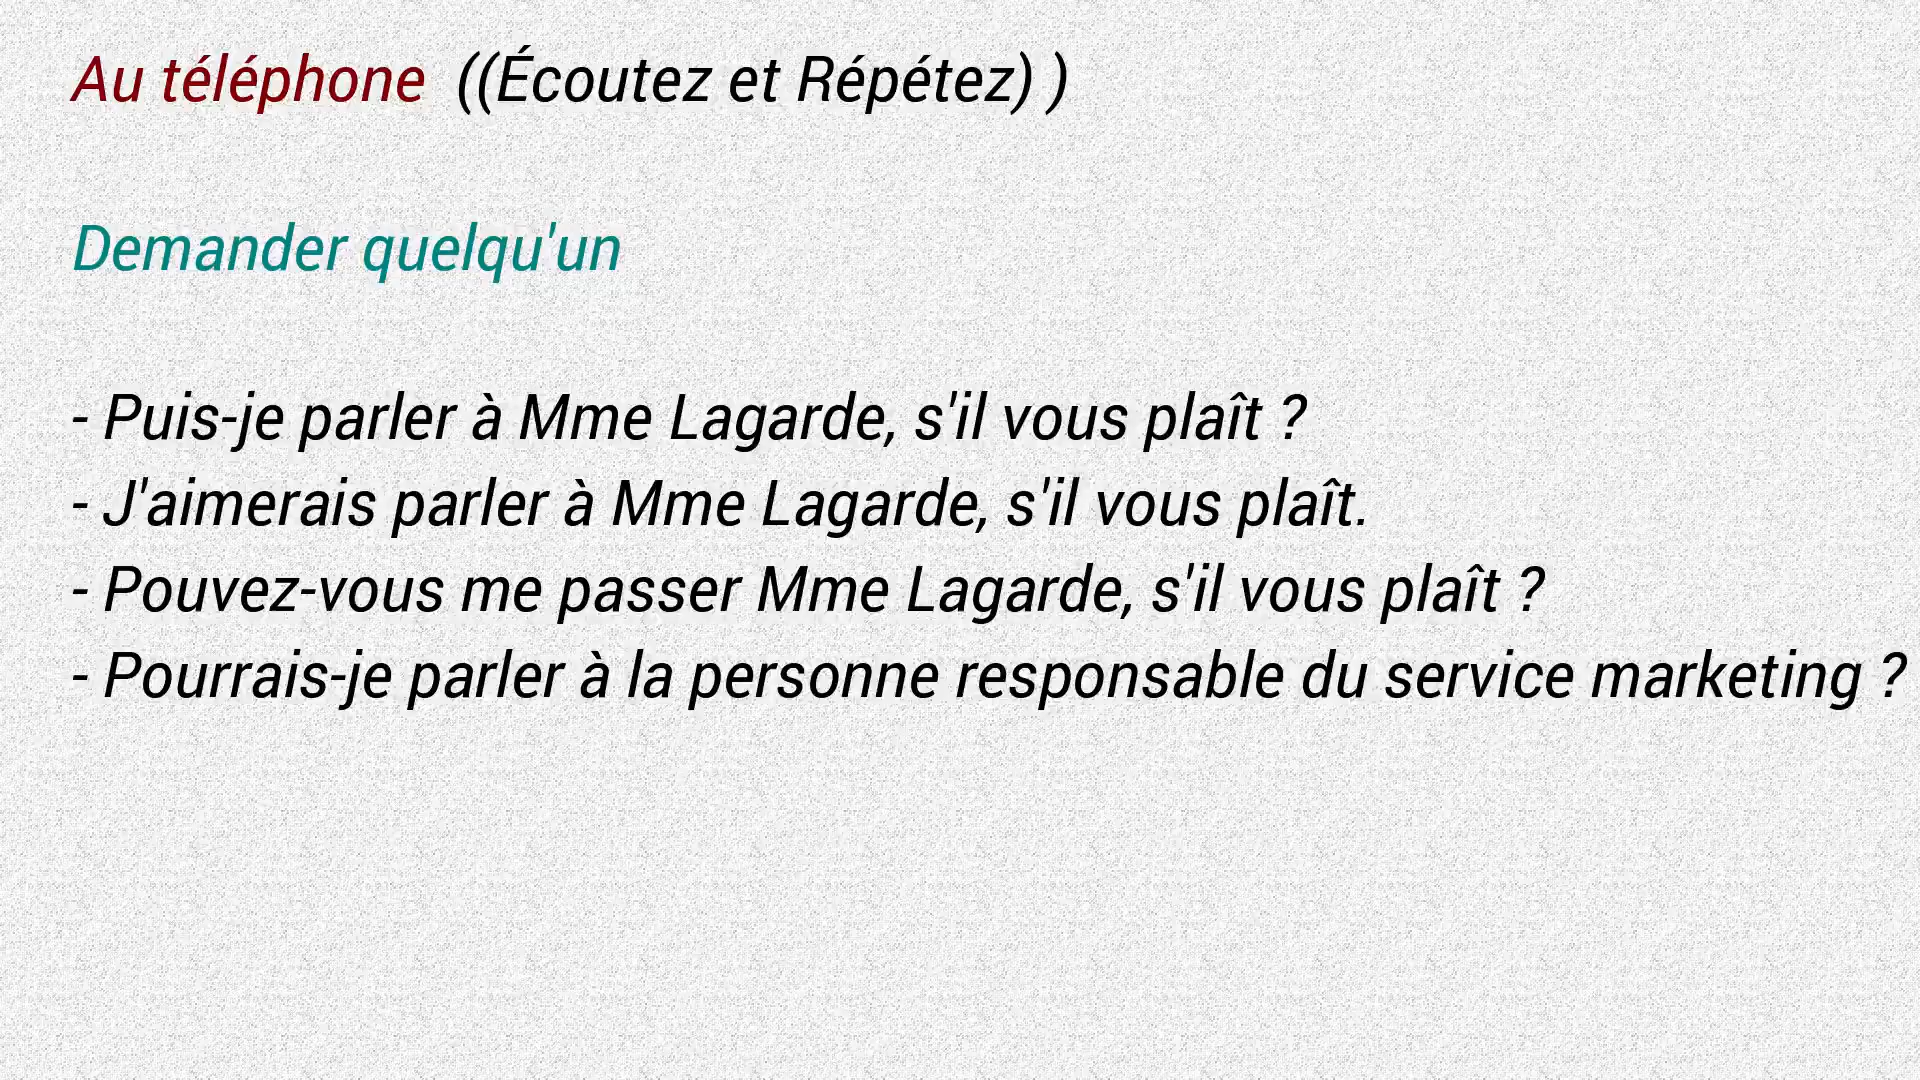 Au téléphone ((Écoutez et Répétez) )
Demander quelqu'un
- Puis-je parler à Mme Lagarde, s'il vous plaît ?
- J'aimerais parler à Mme Lagarde, s'il vous plaît.
- Pouvez-vous me passer Mme Lagarde, s'il vous plaît ?
- Pourrais-je parler à la personne responsable du service marketing ?